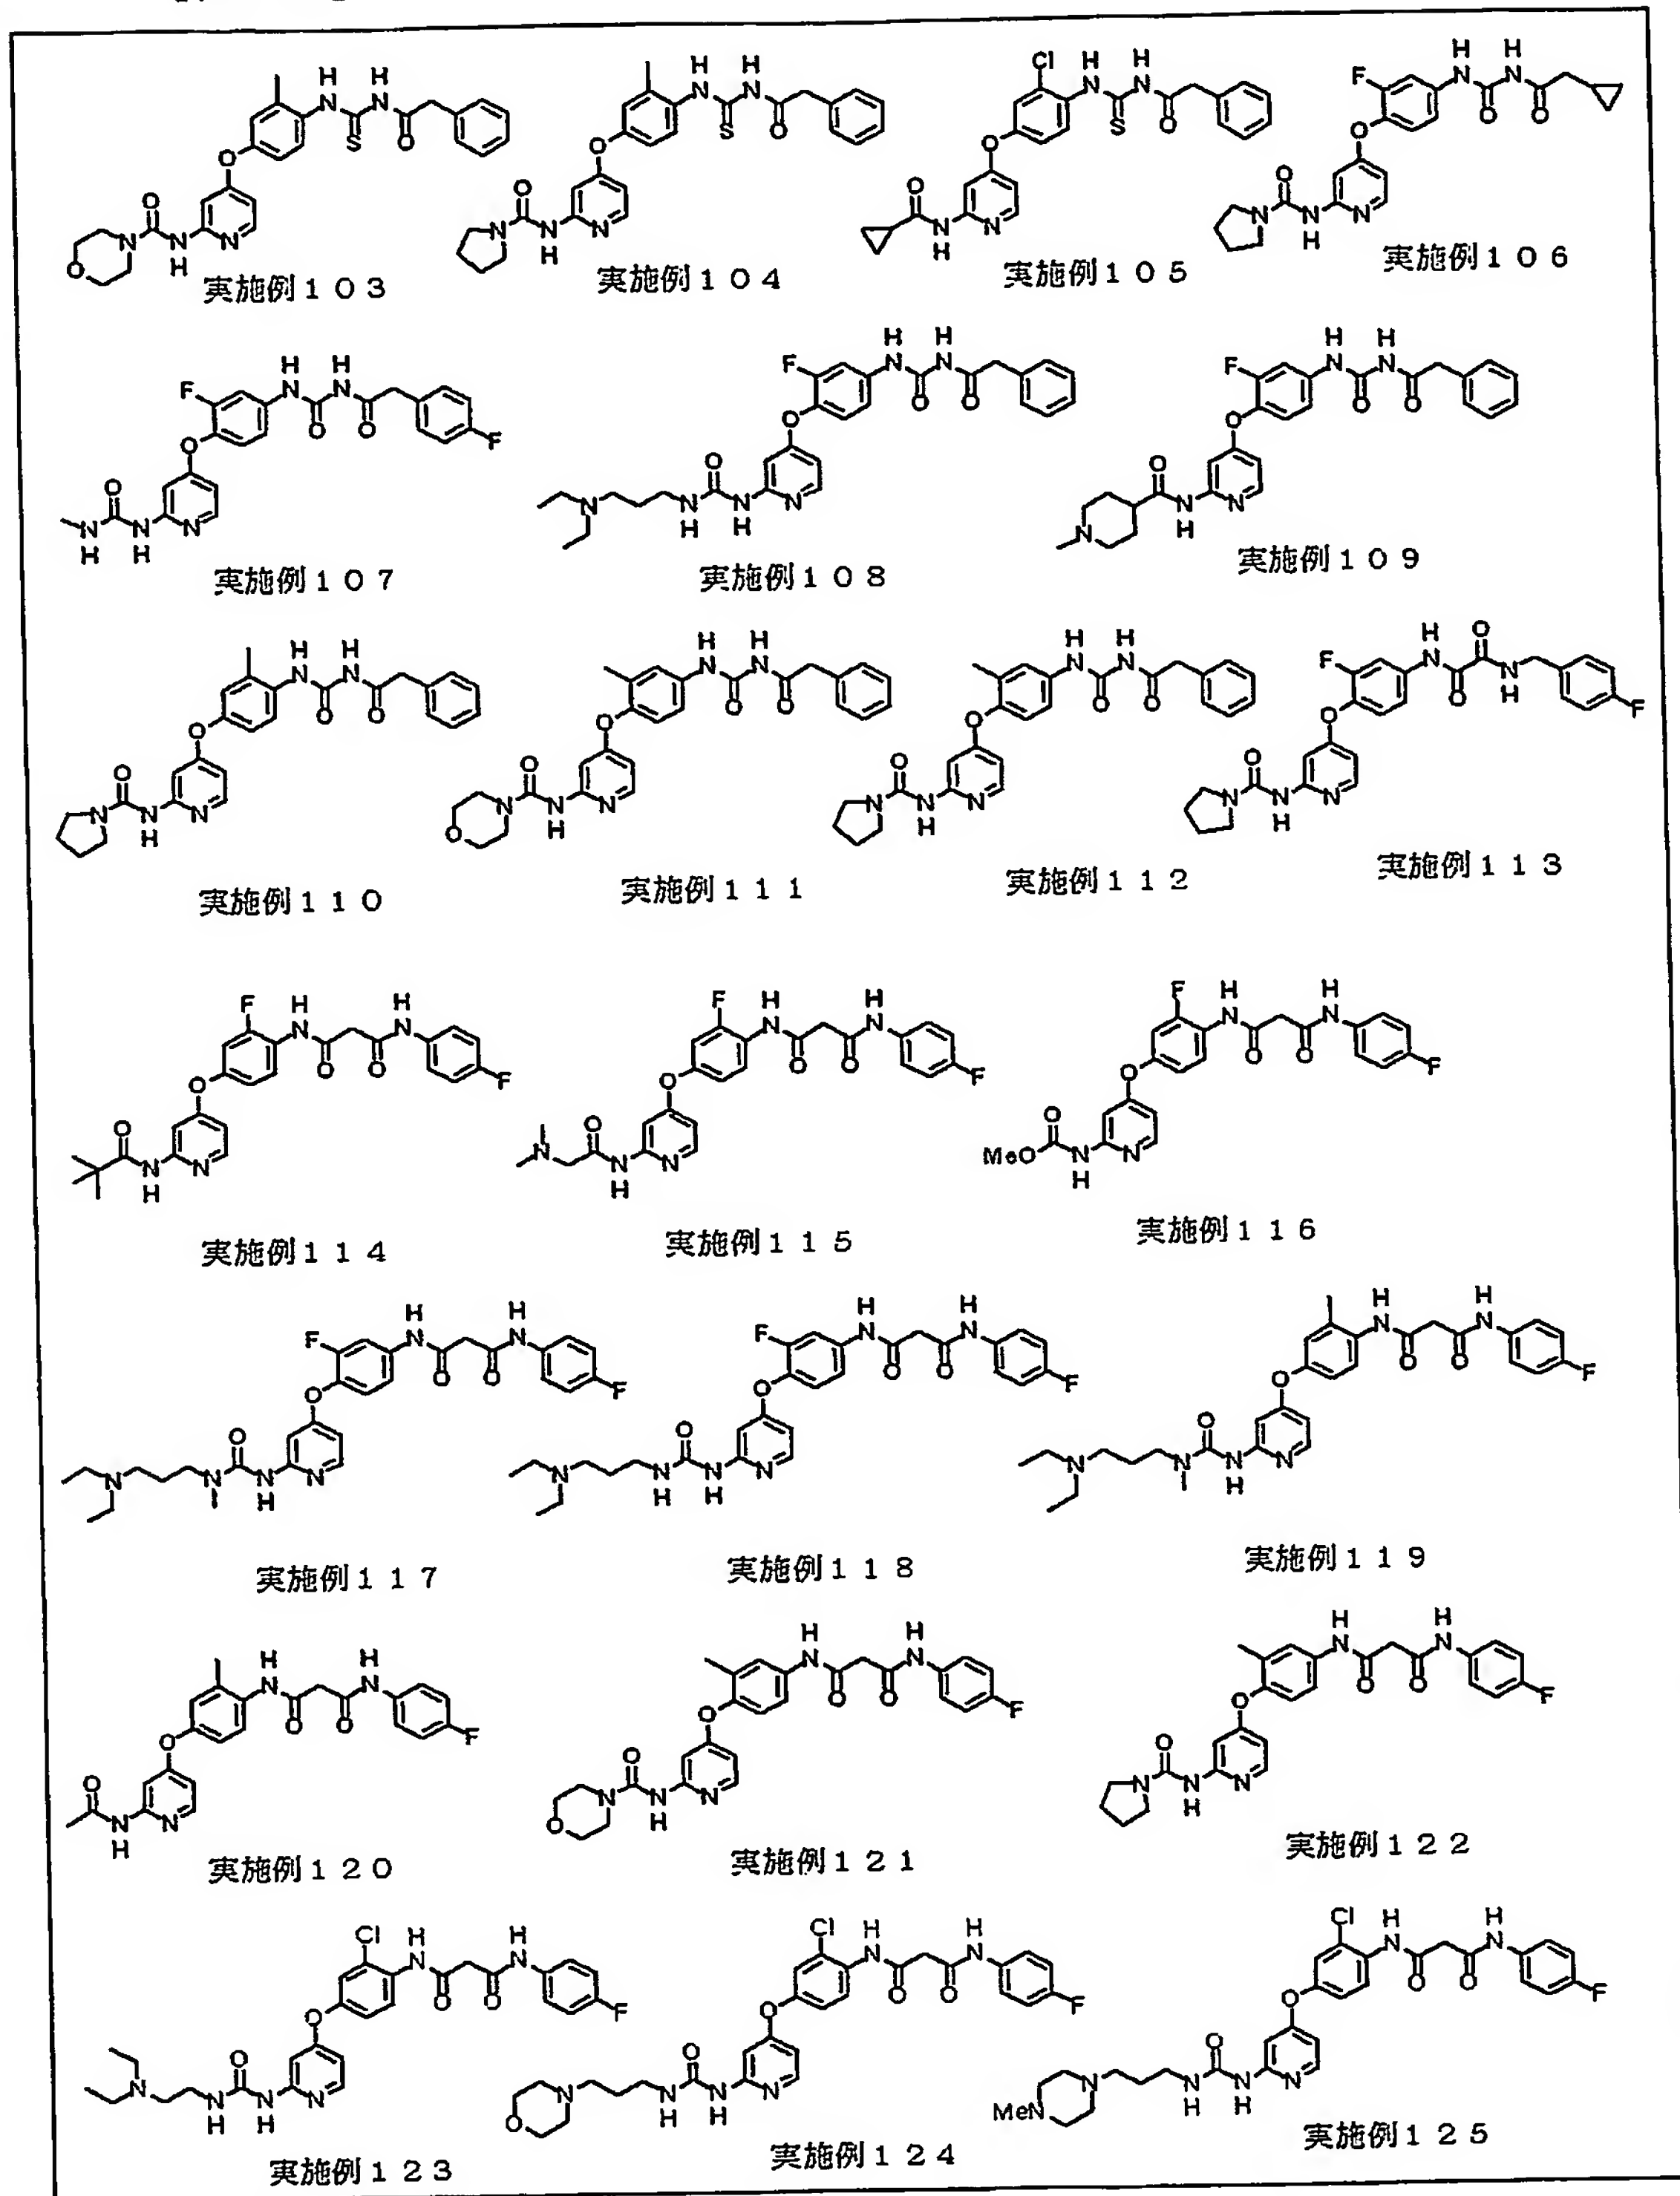 実施例１０３ 実施例１０４ 実施例１０５ 実施例１０６
実施例１０７ 実施例１０８ 実施例１０９
実施例１１０ 実施例１１１ 実施例１１２ 実施例１１３
実施例１１４ 実施例１１５ 実施例１１６
実施例１１７ 実施例１１８ 実施例１１９
実施例１２０ 実施例１２１ 実施例１２２
実施例１２３ 実施例１２４ 実施例１２５